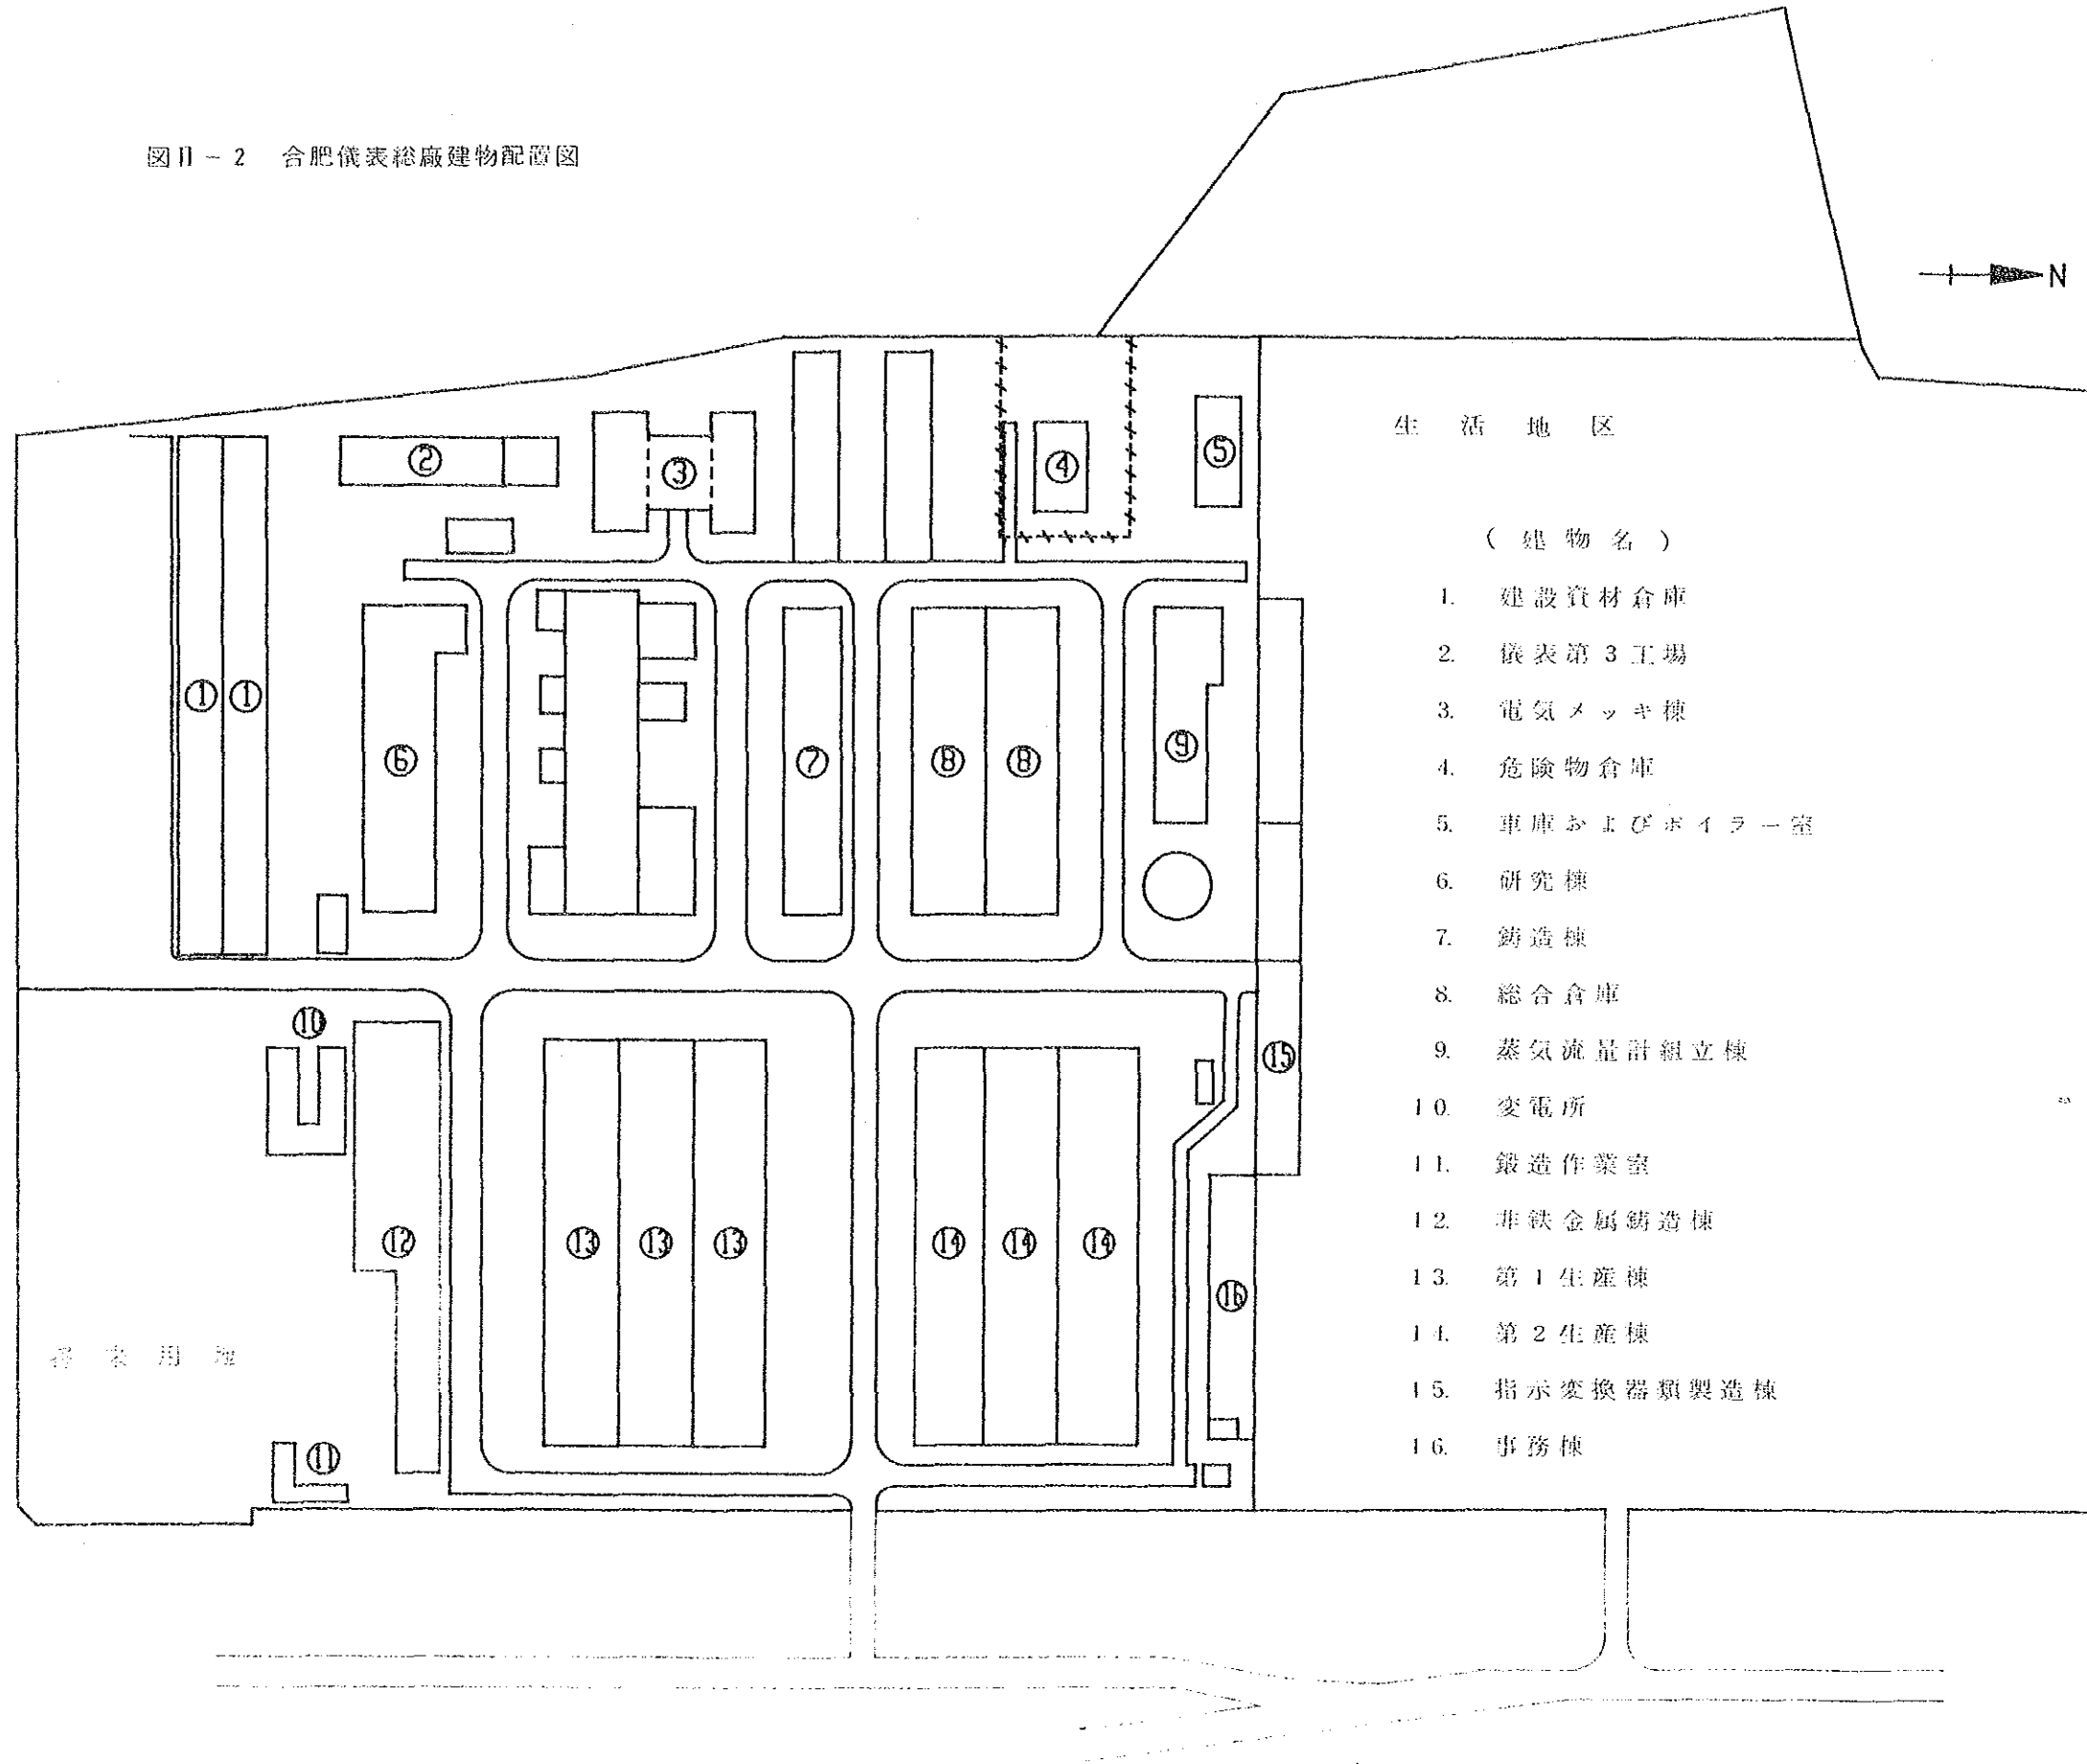 図II－2　合肥儀表総廠建物配置図
N
生活地区
（建物名）
1. 建設資材倉庫
2. 儀表第3工場
3. 電気メッキ棟
4. 危険物倉庫
5. 車庫およびボイラー室
6. 研究棟
7. 鋳造棟
8. 総合倉庫
9. 蒸気流量計組立棟
10. 変電所
11. 鍛造作業室
12. 非鉄金属鋳造棟
13. 第1生産棟
14. 第2生産棟
15. 指示変換器類製造棟
16. 事務棟
② ③ ④ ⑤
① ① ⑥ ⑦ ⑧ ⑧ ⑨
⑩ ⑮
⑫ ⑬ ⑬ ⑬ ⑭ ⑭ ⑭ ⑯
将来用地
⑪